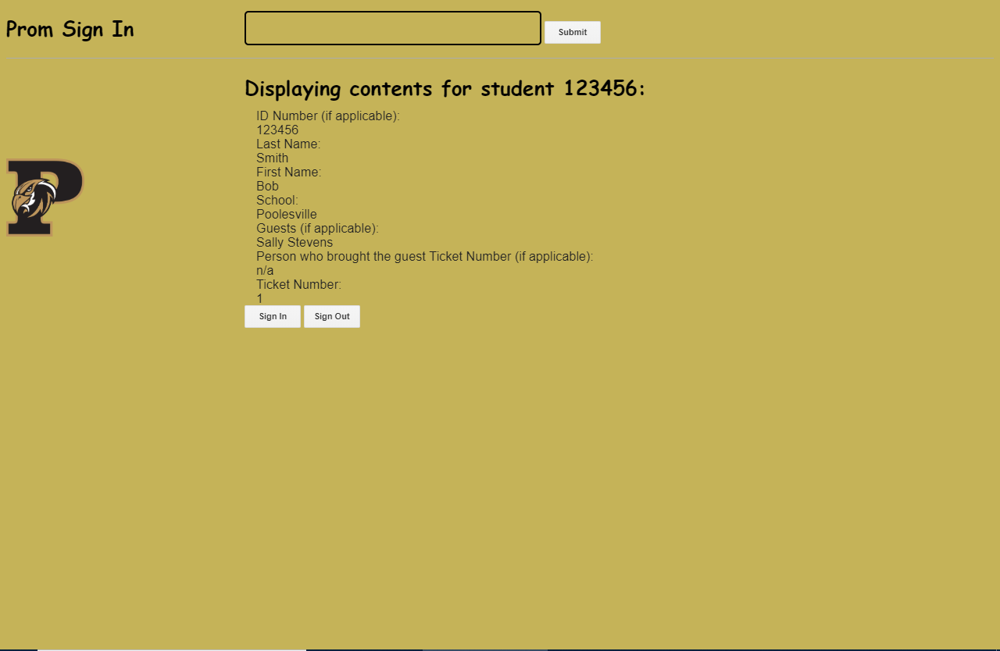 Prom Sign In
Submit
Displaying contents for student 123456:
ID Number (if applicable):
123456
Last Name:
Smith
First Name:
Bob
School:
Poolesville
Guests (if applicable):
Sally Stevens
Person who brought the guest Ticket Number (if applicable):
n/a
Ticket Number:
1
P
Sign In Sign Out